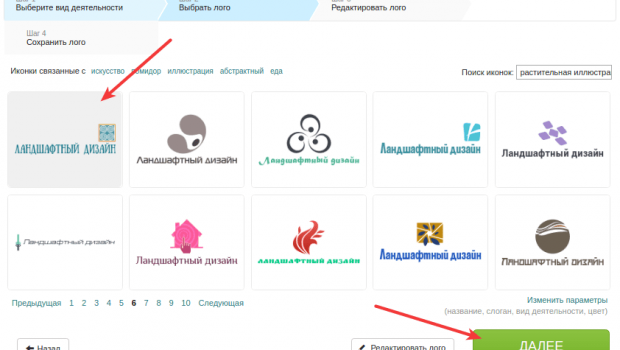 Выберите вид деятельности
Выбрать лого
Редактировать лого
Шаг 4
Сохранить лого
Иконки связанные с искусство помидор иллюстрация абстрактный еда
Поиск иконок: растительная иллюстра
Ландшафтный дизайн
Ландшафтный дизайн
Ландшафтный дизайн
Ландшафтный дизайн
Ландшафтный дизайн
Ландшафтный дизайн
Ландшафтный дизайн
Ландшафтный дизайн
Ландшафтный дизайн
Ландшафтный дизайн
Предыдущая 1 2 3 4 5 6 7 8 9 10 Следующая
Изменить параметры
(название, слоган, вид деятельности, цвет)
Назад
Редактировать лого
ДАЛЕЕ